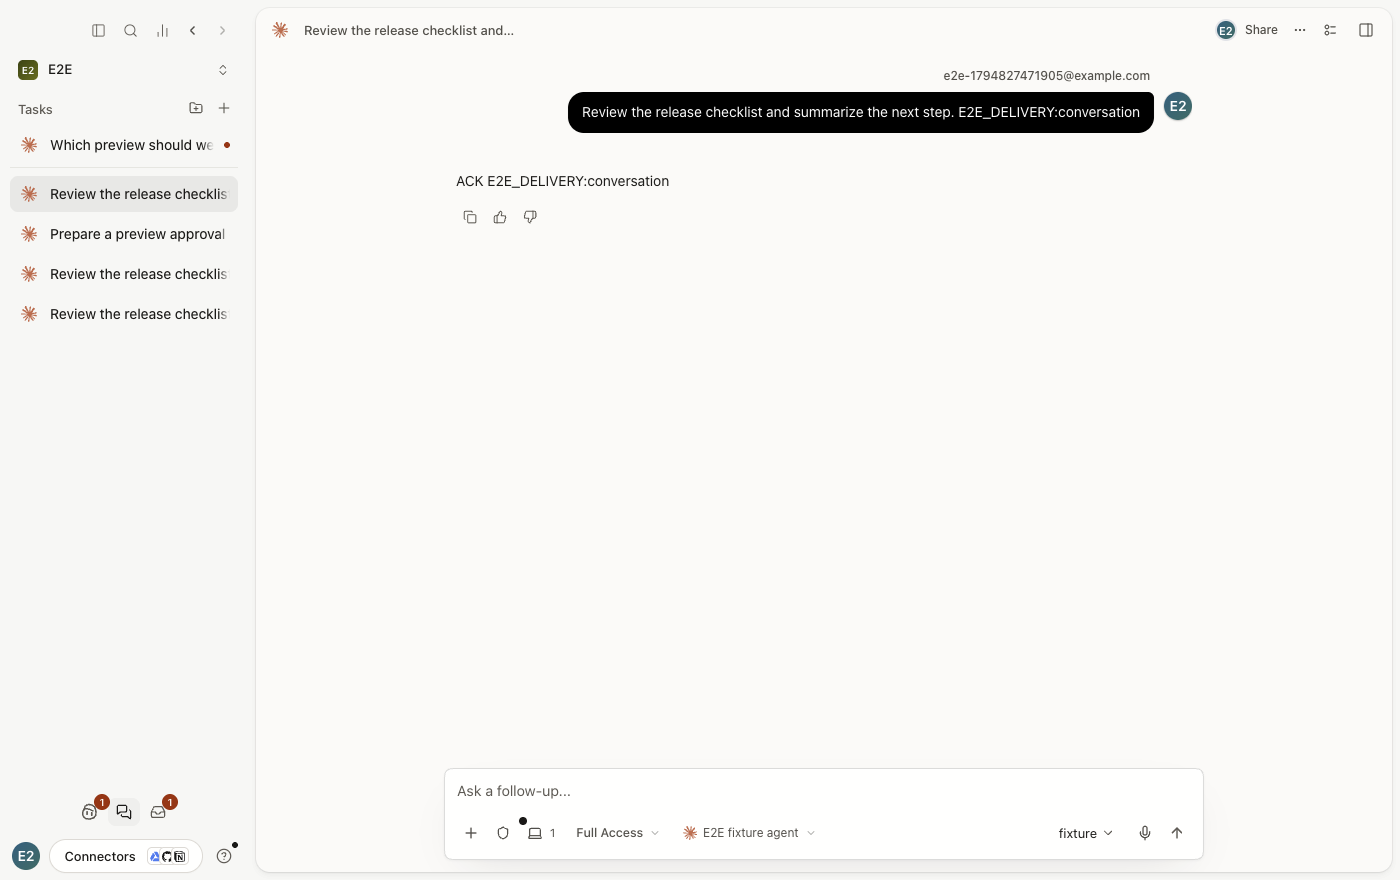 Review the release checklist and...
E2 Share
E2 E2E
Tasks
Which preview should we
Review the release checklis
Prepare a preview approval
Review the release checklis
Review the release checklis
e2e-1794827471905@example.com
Review the release checklist and summarize the next step. E2E_DELIVERY:conversation
E2
ACK E2E_DELIVERY:conversation
Ask a follow-up...
1 Full Access E2E fixture agent fixture
1 1
E2 Connectors